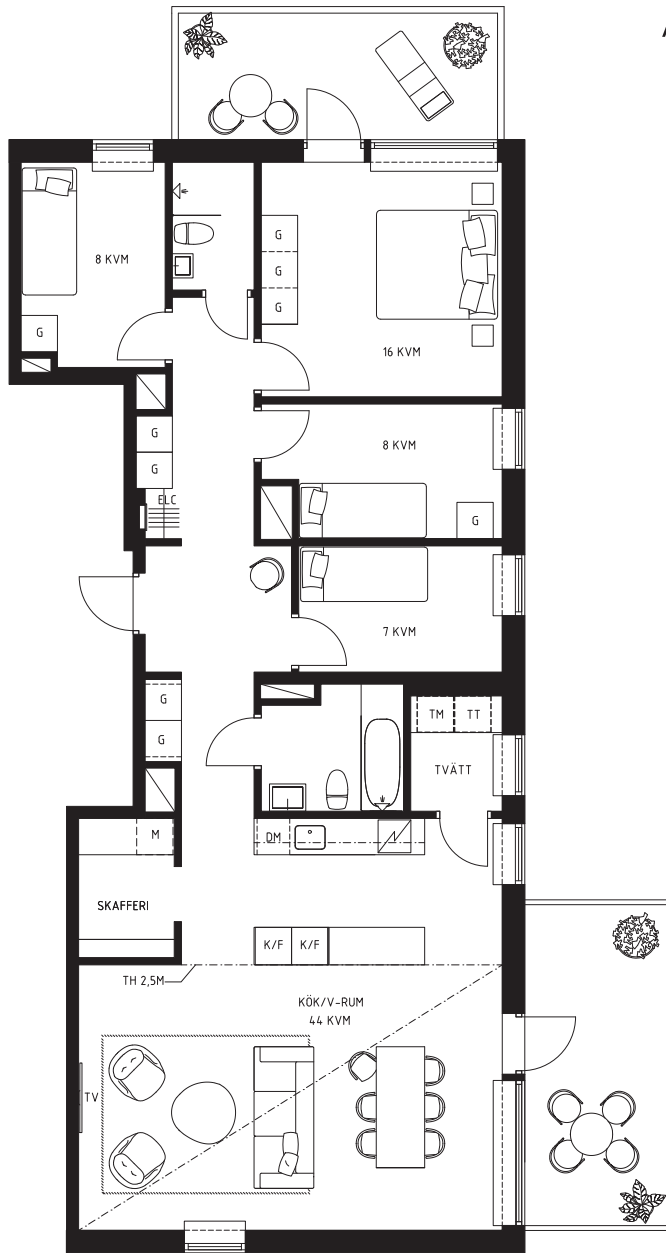 8 KVM
G
G
G
G
16 KVM
G
G
8 KVM
ELC
G
7 KVM
G
G
TM TT
TVÄTT
M
DM
SKAFFERI
K/F K/F
TH 2,5M
KÖK/V-RUM
44 KVM
TV